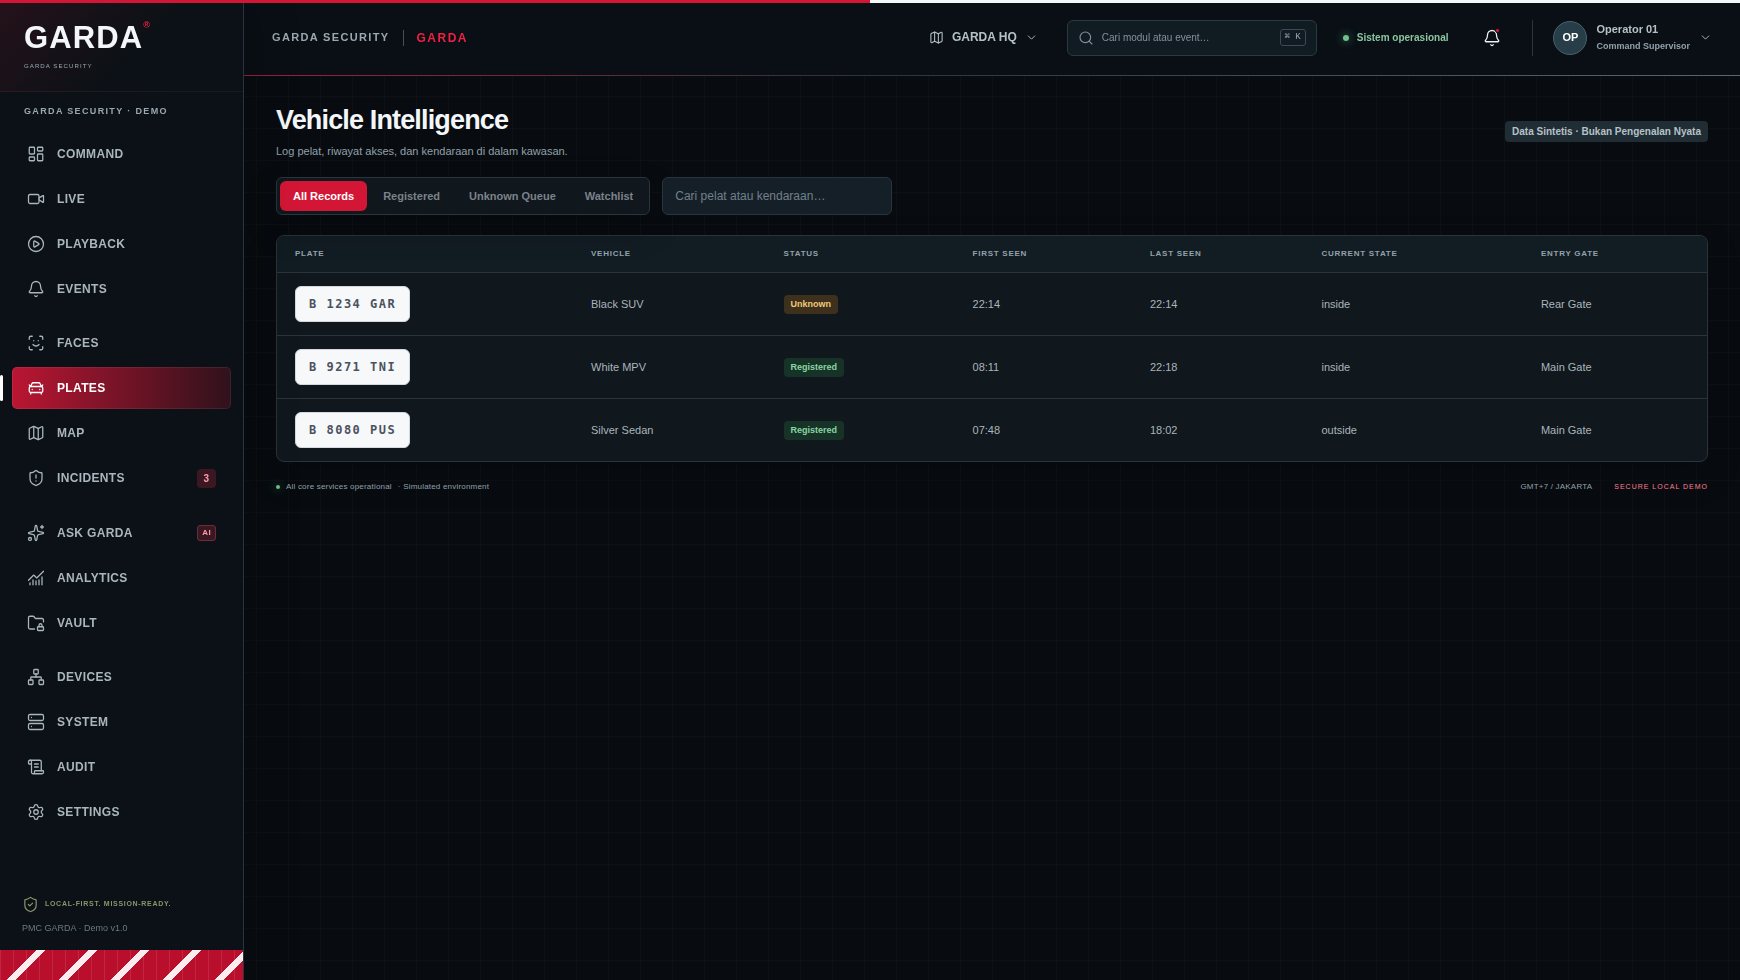 GARDA®
GARDA SECURITY
GARDA SECURITY · DEMO
COMMAND
LIVE
PLAYBACK
EVENTS
FACES
PLATES
MAP
INCIDENTS 3
ASK GARDA AI
ANALYTICS
VAULT
DEVICES
SYSTEM
AUDIT
SETTINGS
LOCAL-FIRST. MISSION-READY.
PMC GARDA · Demo v1.0
GARDA SECURITY GARDA
GARDA HQ
Cari modul atau event… ⌘ K
Sistem operasional
OP
Operator 01
Command Supervisor
Vehicle Intelligence
Log pelat, riwayat akses, dan kendaraan di dalam kawasan.
Data Sintetis · Bukan Pengenalan Nyata
All Records Registered Unknown Queue Watchlist
Cari pelat atau kendaraan…
PLATE VEHICLE STATUS FIRST SEEN LAST SEEN CURRENT STATE ENTRY GATE
B 1234 GAR Black SUV Unknown 22:14 22:14 inside Rear Gate
B 9271 TNI White MPV Registered 08:11 22:18 inside Main Gate
B 8080 PUS Silver Sedan Registered 07:48 18:02 outside Main Gate
All core services operational · Simulated environment
GMT+7 / JAKARTA SECURE LOCAL DEMO